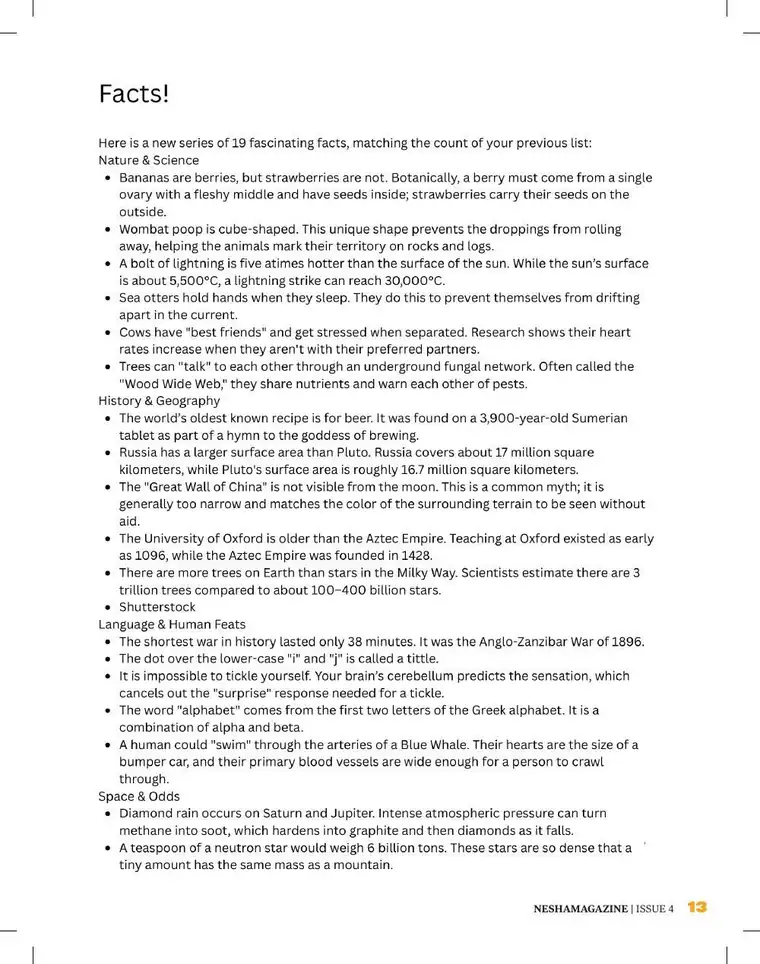 Facts!
Here is a new series of 19 fascinating facts, matching the count of your previous list:
Nature & Science
• Bananas are berries, but strawberries are not. Botanically, a berry must come from a single
ovary with a fleshy middle and have seeds inside; strawberries carry their seeds on the
outside.
• Wombat poop is cube-shaped. This unique shape prevents the droppings from rolling
away, helping the animals mark their territory on rocks and logs.
• A bolt of lightning is five atimes hotter than the surface of the sun. While the sun’s surface
is about 5,500°C, a lightning strike can reach 30,000°C.
• Sea otters hold hands when they sleep. They do this to prevent themselves from drifting
apart in the current.
• Cows have "best friends" and get stressed when separated. Research shows their heart
rates increase when they aren't with their preferred partners.
• Trees can "talk" to each other through an underground fungal network. Often called the
"Wood Wide Web," they share nutrients and warn each other of pests.
History & Geography
• The world’s oldest known recipe is for beer. It was found on a 3,900-year-old Sumerian
tablet as part of a hymn to the goddess of brewing.
• Russia has a larger surface area than Pluto. Russia covers about 17 million square
kilometers, while Pluto's surface area is roughly 16.7 million square kilometers.
• The "Great Wall of China" is not visible from the moon. This is a common myth; it is
generally too narrow and matches the color of the surrounding terrain to be seen without
aid.
• The University of Oxford is older than the Aztec Empire. Teaching at Oxford existed as early
as 1096, while the Aztec Empire was founded in 1428.
• There are more trees on Earth than stars in the Milky Way. Scientists estimate there are 3
trillion trees compared to about 100–400 billion stars.
• Shutterstock
Language & Human Feats
• The shortest war in history lasted only 38 minutes. It was the Anglo-Zanzibar War of 1896.
• The dot over the lower-case "i" and "j" is called a tittle.
• It is impossible to tickle yourself. Your brain’s cerebellum predicts the sensation, which
cancels out the "surprise" response needed for a tickle.
• The word "alphabet" comes from the first two letters of the Greek alphabet. It is a
combination of alpha and beta.
• A human could "swim" through the arteries of a Blue Whale. Their hearts are the size of a
bumper car, and their primary blood vessels are wide enough for a person to crawl
through.
Space & Odds
• Diamond rain occurs on Saturn and Jupiter. Intense atmospheric pressure can turn
methane into soot, which hardens into graphite and then diamonds as it falls.
• A teaspoon of a neutron star would weigh 6 billion tons. These stars are so dense that a
tiny amount has the same mass as a mountain.
NESHAMAGAZINE | ISSUE 4 13